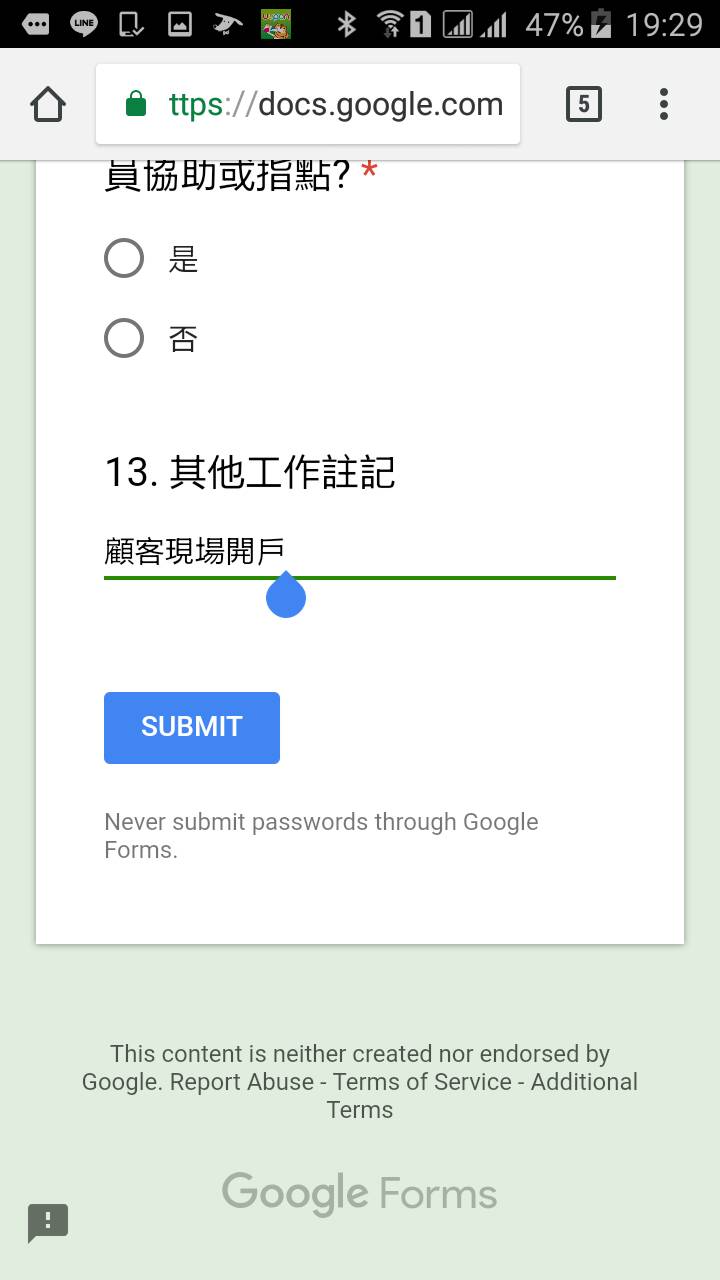 LINE
1
47%
19:29
ttps://docs.google.com
5
員協助或指點? *
是
否
13. 其他工作註記
顧客現場開戶
SUBMIT
Never submit passwords through Google
Forms.
This content is neither created nor endorsed by
Google. Report Abuse - Terms of Service - Additional
Terms
Google Forms